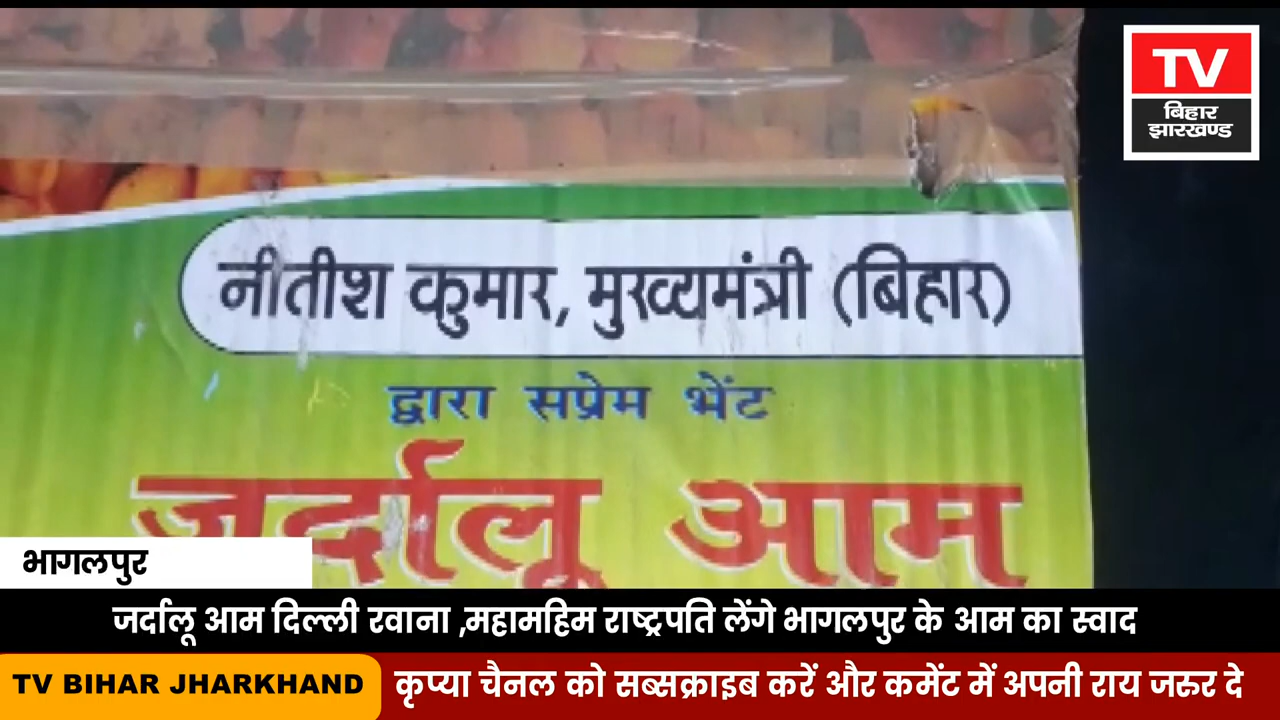 TV
बिहार
झारखण्ड
नीतीश कुमार, मुख्यमंत्री (बिहार)
द्वारा सप्रेम भेंट
जर्दालू आम
भागलपुर
जर्दालू आम दिल्ली रवाना ,महामहिम राष्ट्रपति लेंगे भागलपुर के आम का स्वाद
TV BIHAR JHARKHAND
कृप्या चैनल को सब्सक्राइब करें और कमेंट में अपनी राय जरुर दे